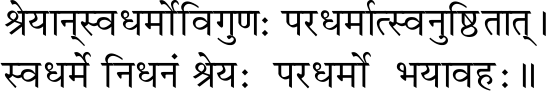 श्रेयान्स्वधर्मोविगुणः परधर्मात्स्वनुष्ठितात्।
स्वधर्मे निधनं श्रेयः परधर्मो भयावहः॥